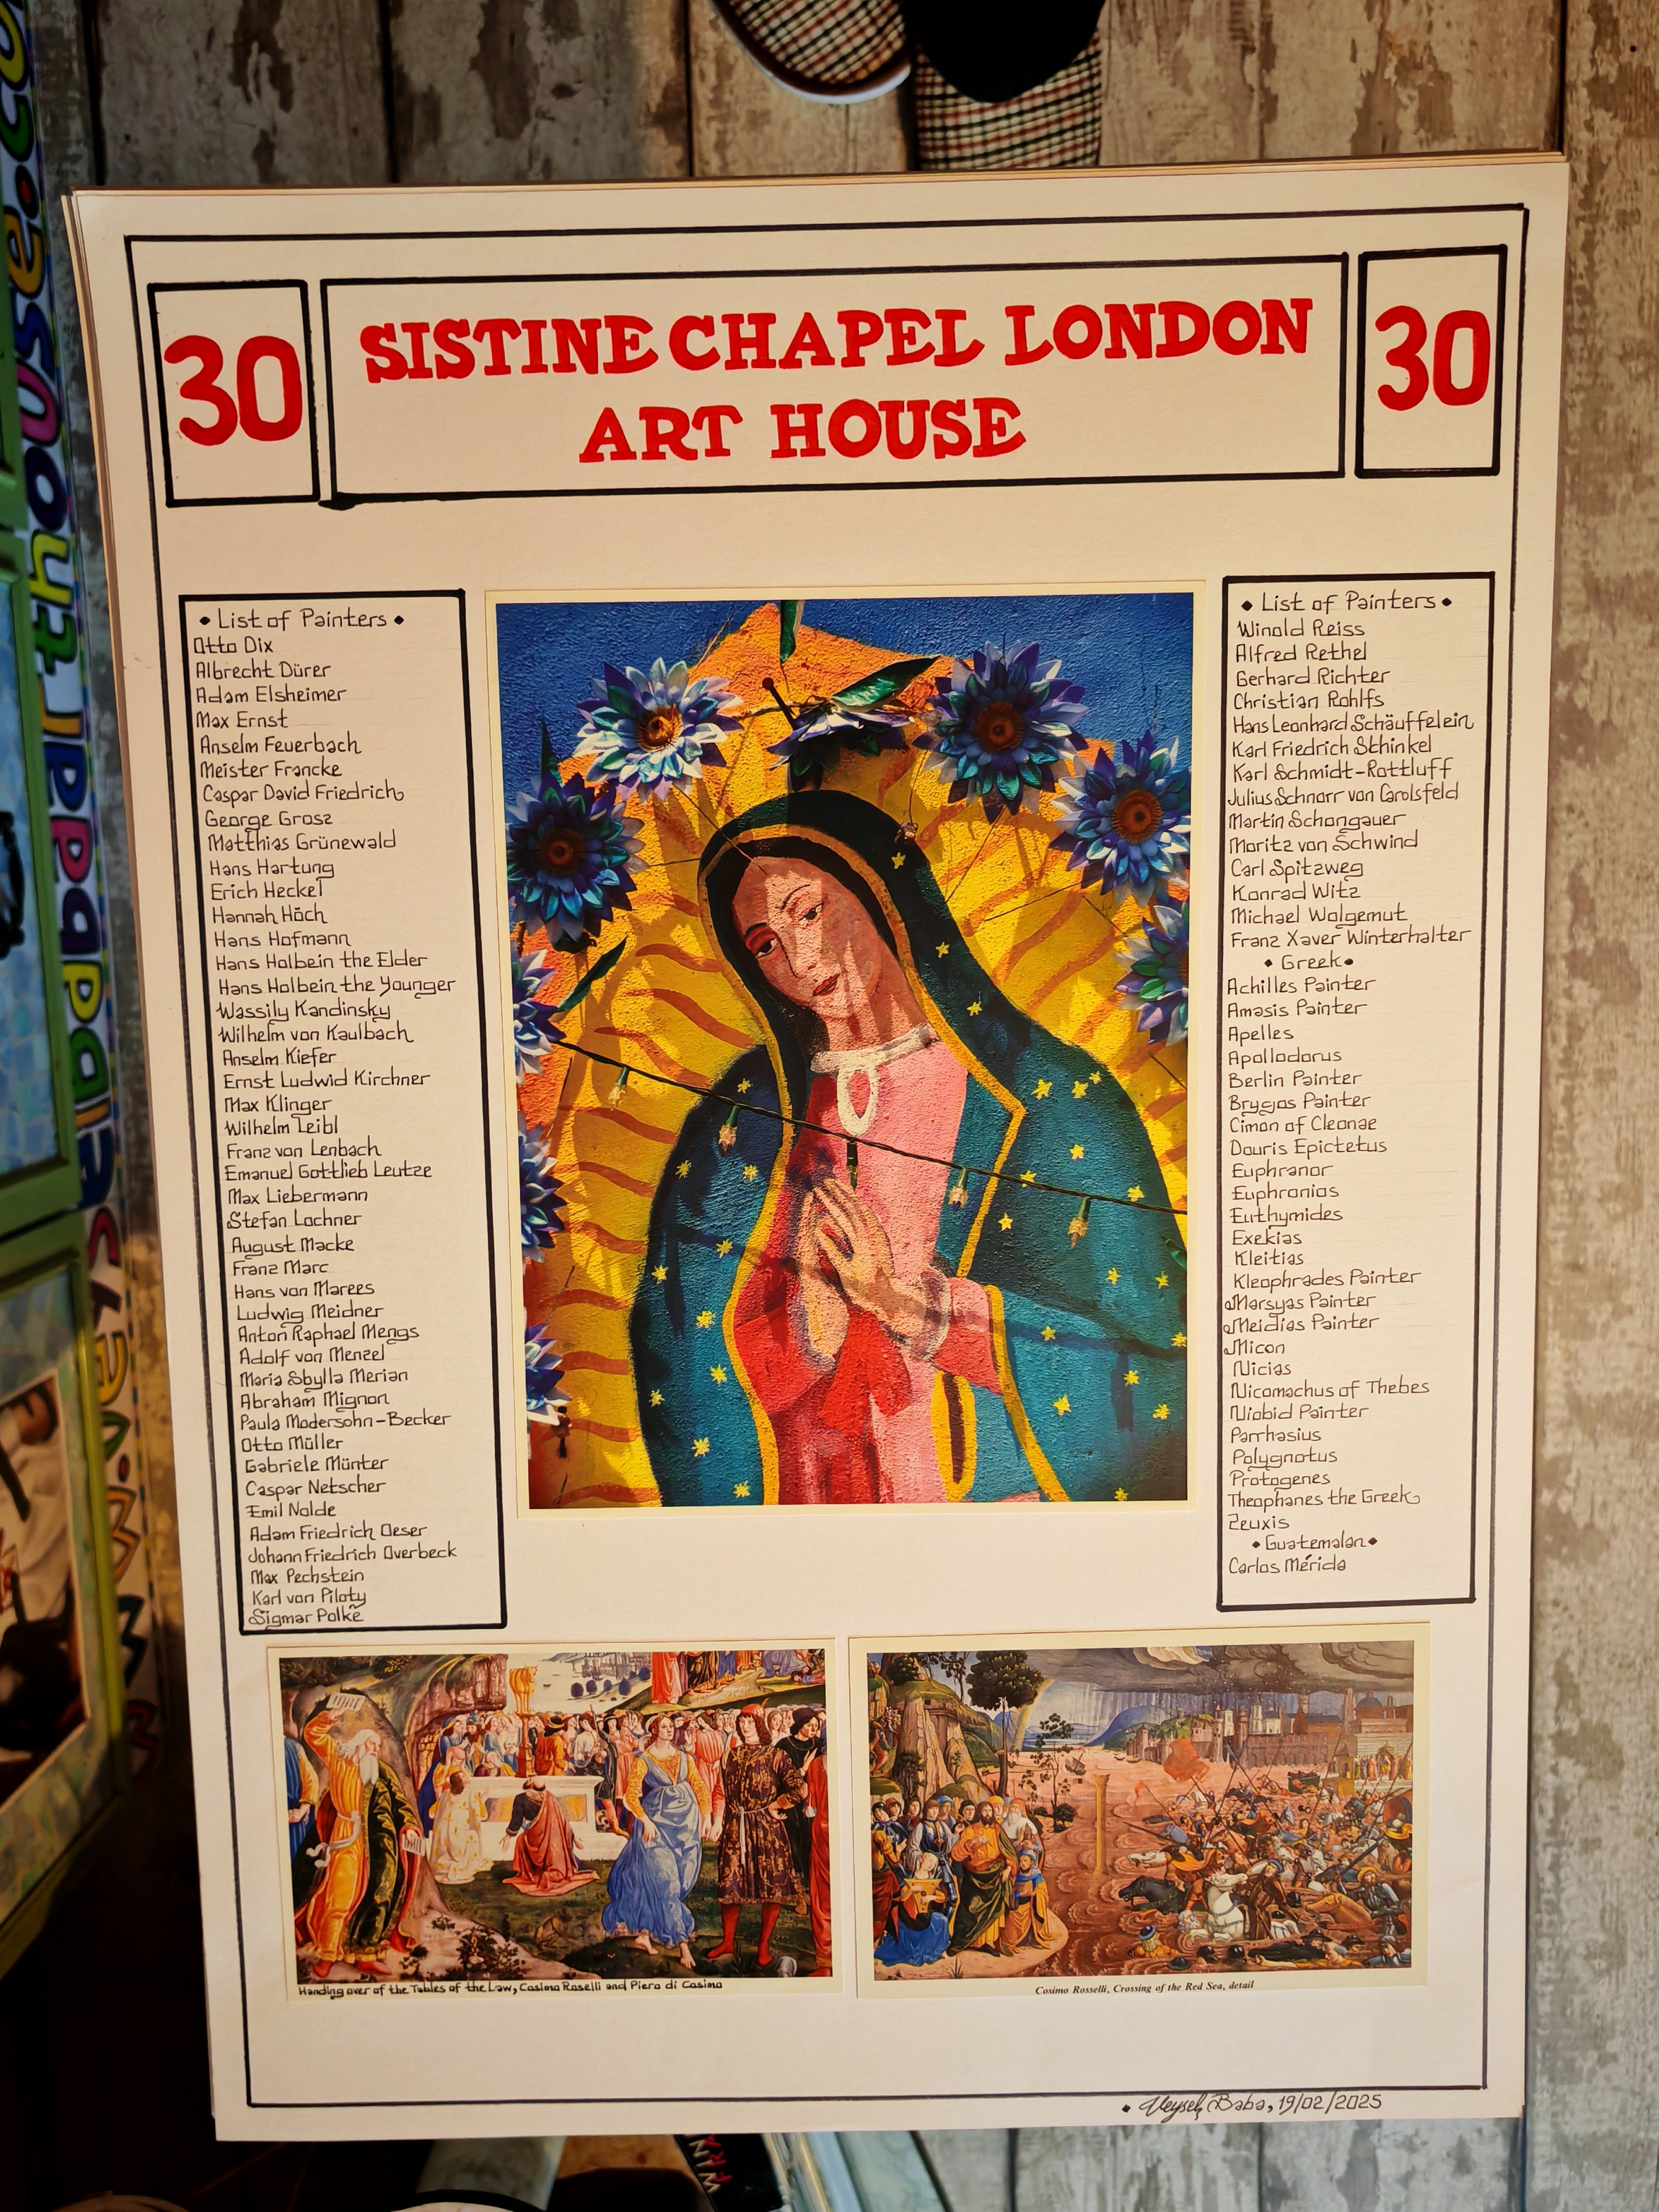 30
SISTINE CHAPEL LONDON
ART HOUSE
30
• List of Painters •
Otto Dix
Albrecht Dürer
Adam Elsheimer
Max Ernst
Anselm Feuerbach
Meister Francke
Caspar David Friedrich
George Grosz
Matthias Grünewald
Hans Hartung
Erich Heckel
Hannah Höch
Hans Hofmann
Hans Holbein the Elder
Hans Holbein the Younger
Wassily Kandinsky
Wilhelm von Kaulbach
Anselm Kiefer
Ernst Ludwid Kirchner
Max Klinger
Wilhelm Leibl
Franz von Lenbach
Emanuel Gottlieb Leutze
Max Liebermann
Stefan Lochner
August Macke
Franz Marc
Hans von Marees
Ludwig Meidner
Anton Raphael Mengs
Adolf von Menzel
Maria Sbylla Merian
Abraham Mignon
Paula Modersohn-Becker
Otto Müller
Gabriele Münter
Caspar Netscher
Emil Nolde
Adam Friedrich Oeser
Johann Friedrich Overbeck
Max Pechstein
Karl von Piloty
Sigmar Polke
• List of Painters •
Winold Reiss
Alfred Rethel
Gerhard Richter
Christian Rohlfs
Hans Leonhard Schäuffelein
Karl Friedrich Sthinkel
Karl Schmidt-Rottluff
Julius Schnorr von Carolsfeld
Martin Schongauer
Moritz von Schwind
Carl Spitzweg
Konrad Witz
Michael Wolgemut
Franz Xaver Winterhalter
• Greek •
Achilles Painter
Amasis Painter
Apelles
Apollodorus
Berlin Painter
Brygos Painter
Cimon of Cleonae
Douris Epictetus
Euphranor
Euphronios
Euthymides
Exekias
Kleitias
Kleophrades Painter
Marsyas Painter
Meidias Painter
Micon
Nicias
Nicomachus of Thebes
Niobid Painter
Parrhasius
Polygnotus
Protogenes
Theophanes the Greek
Zeuxis
• Guatemalan •
Carlos Mérida
Handing over of the Tables of the Law, Cosimo Roselli and Piero di Cosimo
Cosimo Rosselli, Crossing of the Red Sea, detail
• Veysel Baba, 19/02/2025